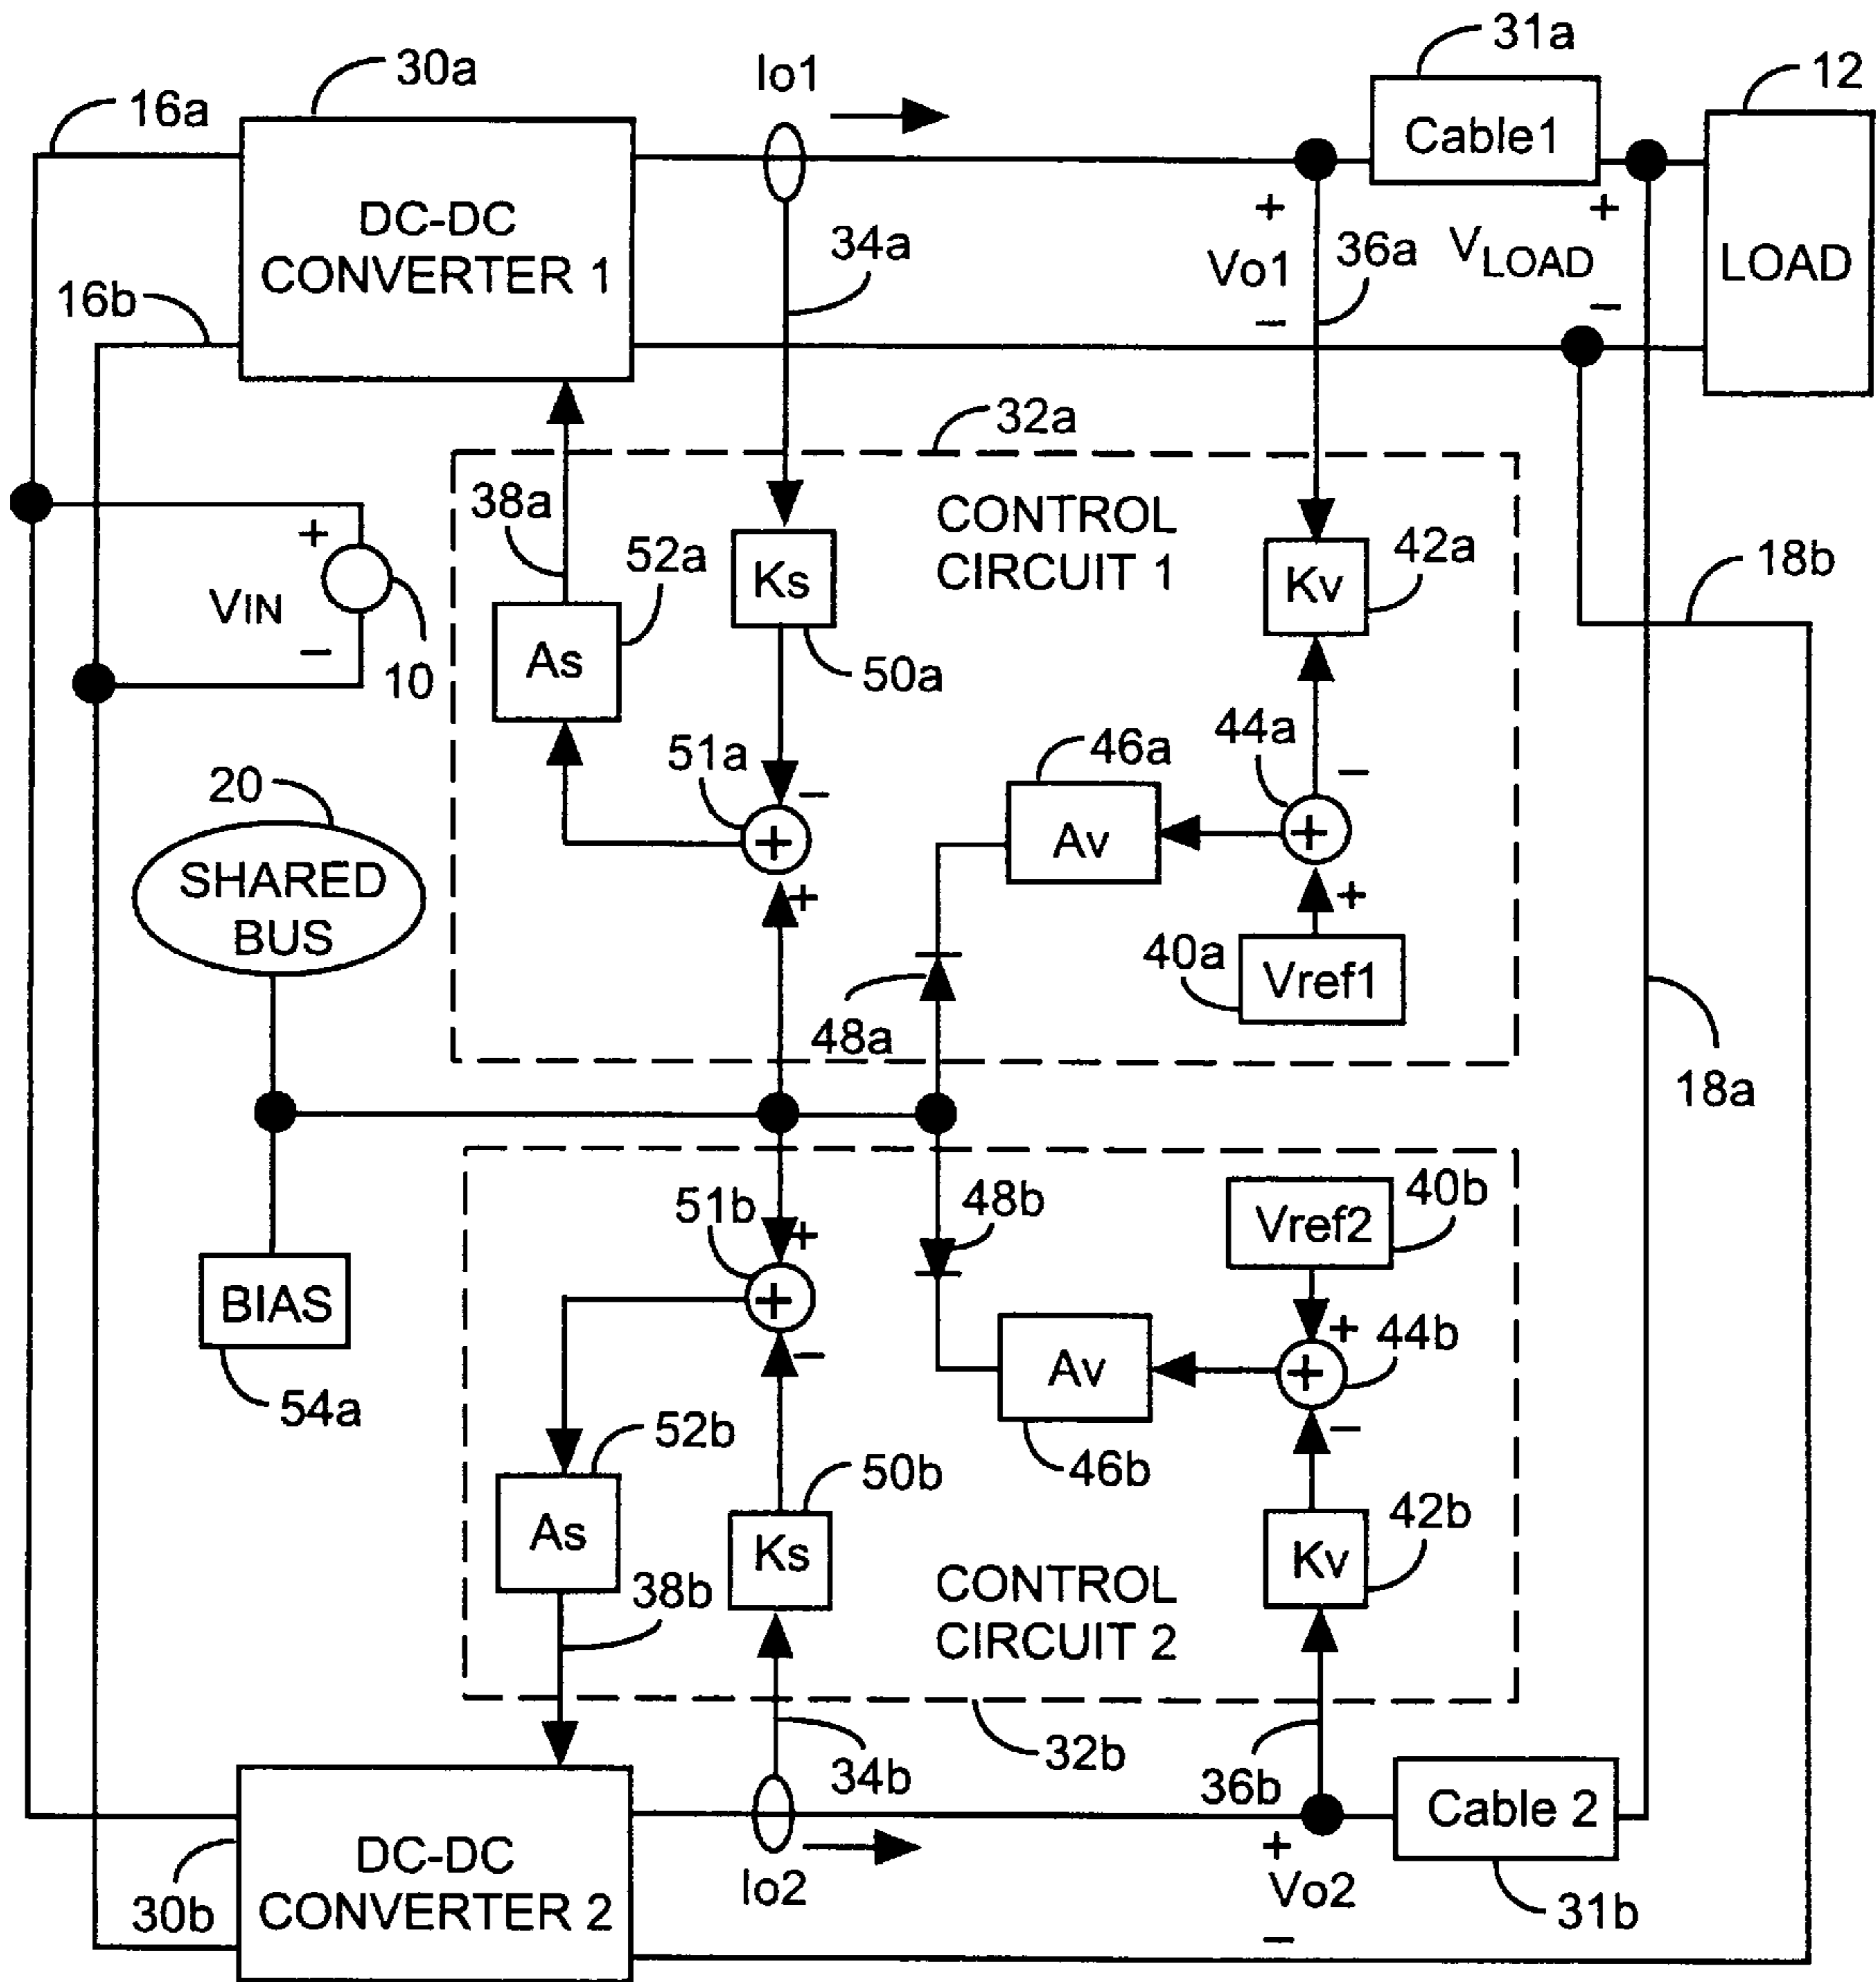 31a
12
Io1
30a
16a
Cable1
DC-DC
CONVERTER 1
+
+
34a
Vo1
36a
VLOAD
LOAD
16b
−
−
32a
CONTROL
CIRCUIT 1
38a
+
52a
Ks
42a
Kv
18b
VIN
−
10
As
50a
44a
46a
51a
−
−
20
+
Av
+
SHARED
BUS
+
+
40a
Vref1
48a
18a
40b
51b
48b
Vref2
+
BIAS
+
+
44b
54a
−
Av
+
−
52b
46b
50b
42b
As
Ks
Kv
38b
CONTROL
CIRCUIT 2
32b
34b
36b
Cable 2
DC-DC
CONVERTER 2
+
30b
Io2
Vo2
31b
−